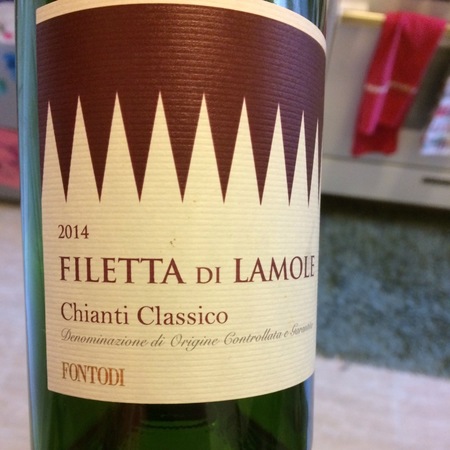 2014
FILETTA DI LAMOLE
Chianti Classico
Denominazione di Origine Controllata e Garantita
FONTODI